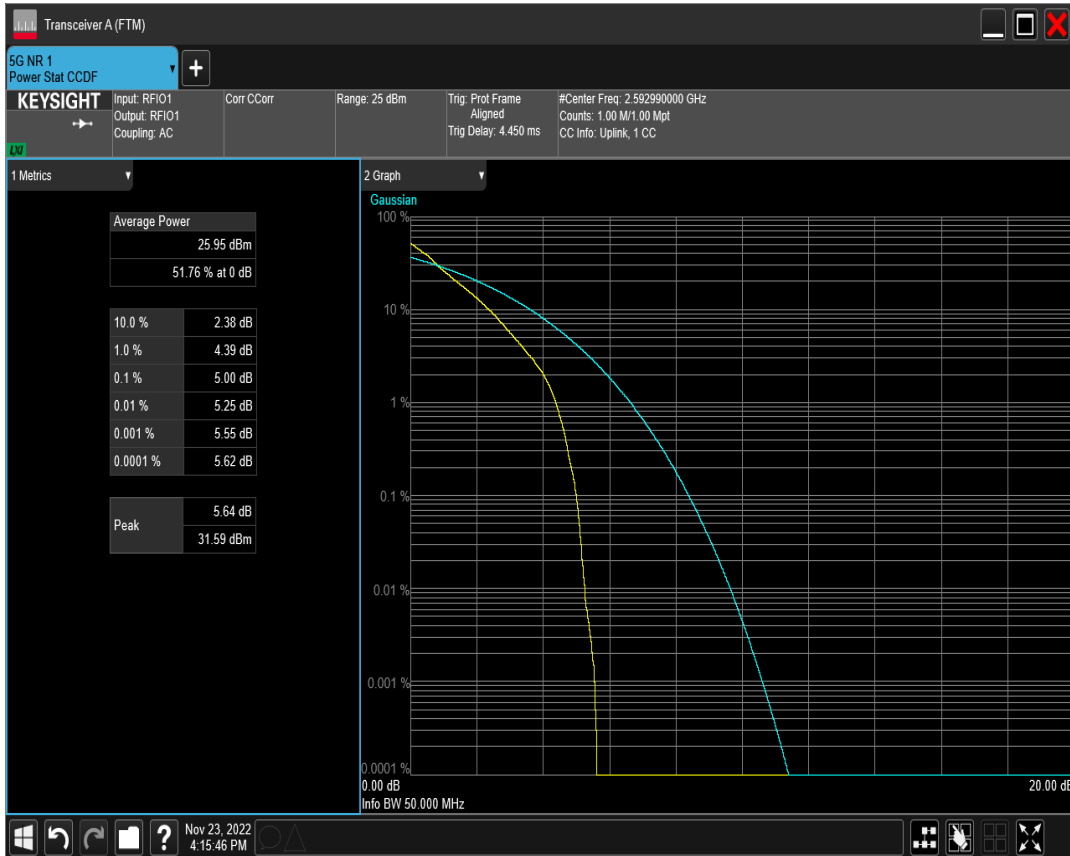 Transceiver A (FTM)
5G NR 1
Power Stat CCDF
+
KEYSIGHT
LXI
Input: RFIO1
Output: RFIO1
Coupling: AC
Corr CCorr
Range: 25 dBm
Trig: Prot Frame
Aligned
Trig Delay: 4.450 ms
#Center Freq: 2.592990000 GHz
Counts: 1.00 M/1.00 Mpt
CC Info: Uplink, 1 CC
1 Metrics
Average Power
25.95 dBm
51.76 % at 0 dB
10.0 % 2.38 dB
1.0 % 4.39 dB
0.1 % 5.00 dB
0.01 % 5.25 dB
0.001 % 5.55 dB
0.0001 % 5.62 dB
Peak 5.64 dB
31.59 dBm
2 Graph
Gaussian
100 %
10 %
1 %
0.1 %
0.01 %
0.001 %
0.0001 %
0.00 dB 20.00 dB
Info BW 50.000 MHz
?
Nov 23, 2022
4:15:46 PM